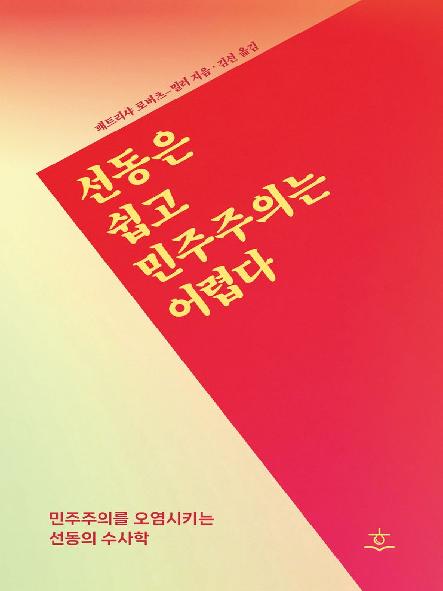 패트리샤 로버츠-밀러 지음 · 김선 옮김
선동은
쉽고
민주주의는
어렵다
민주주의를 오염시키는
선동의 수사학